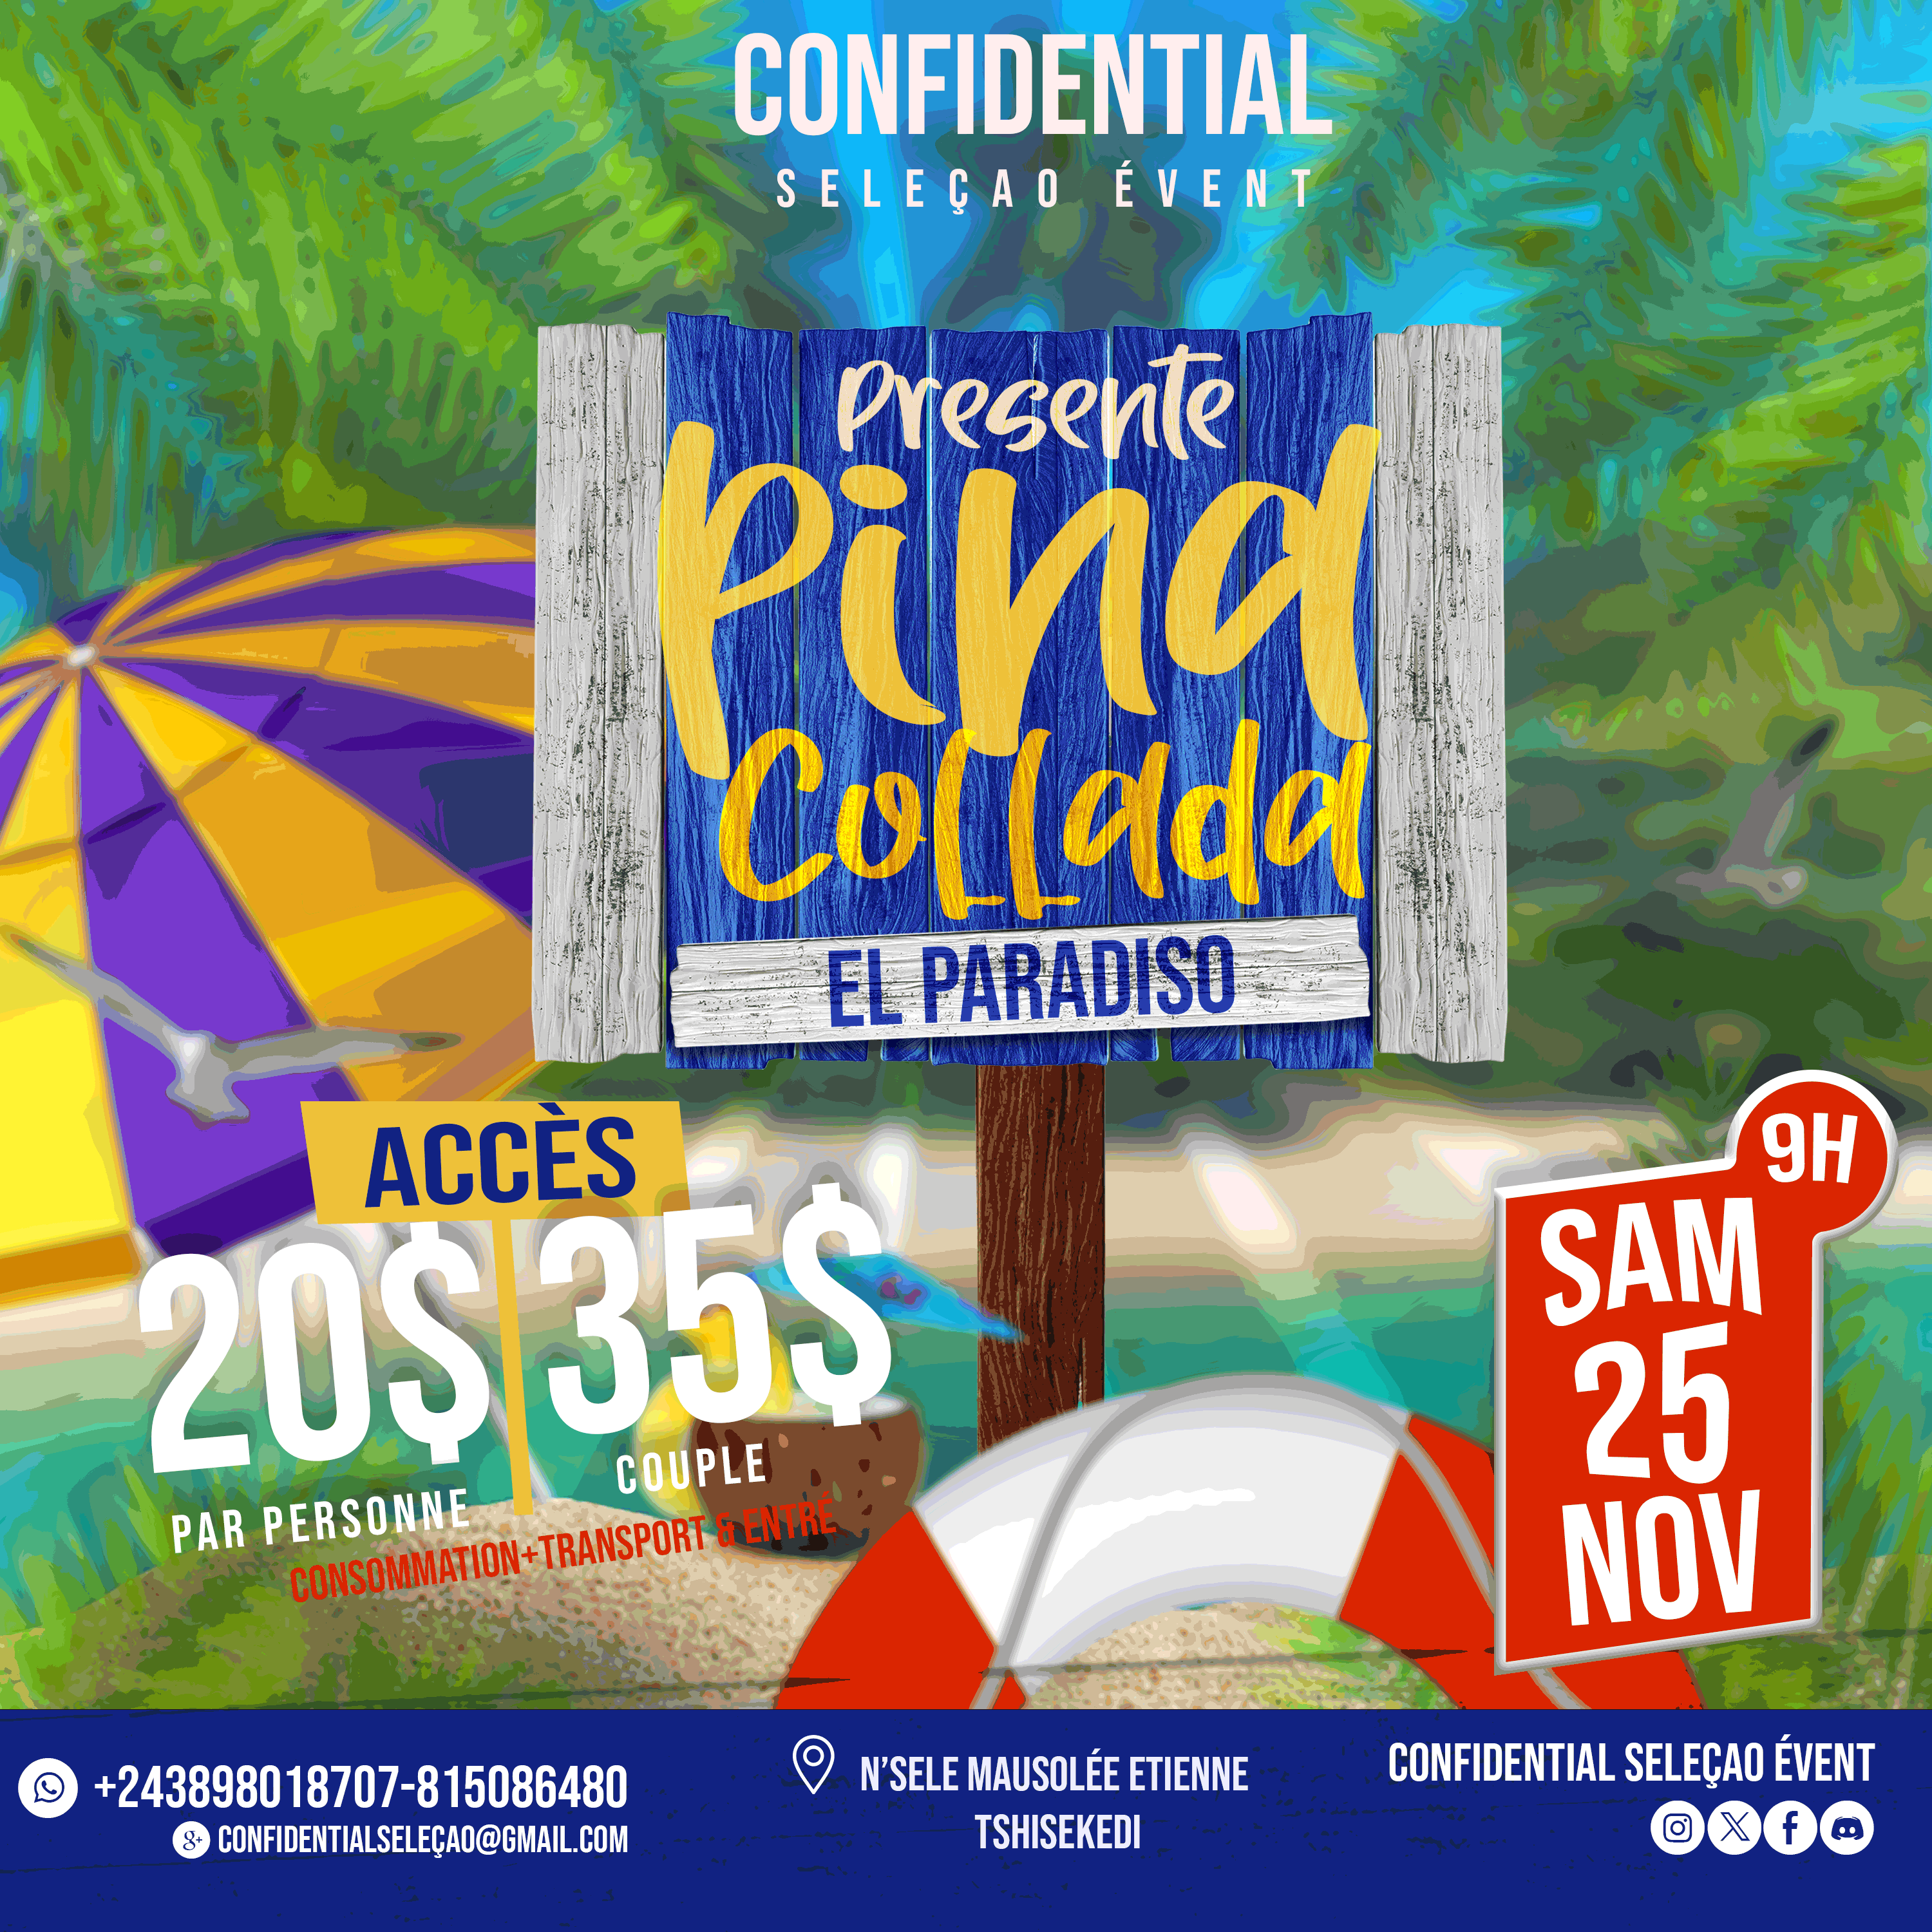 CONFIDENTIAL
SELEÇAO ÉVENT
Presente
Pina
Collada
EL PARADISO
ACCÈS
20$ 35$
PAR PERSONNE
COUPLE
CONSOMMATION+TRANSPORT & ENTRÉ
9H
SAM
25
NOV
+243898018707-815086480
CONFIDENTIALSELEÇAO@GMAIL.COM
N'SELE MAUSOLÉE ETIENNE
TSHISEKEDI
CONFIDENTIAL SELEÇAO ÉVENT